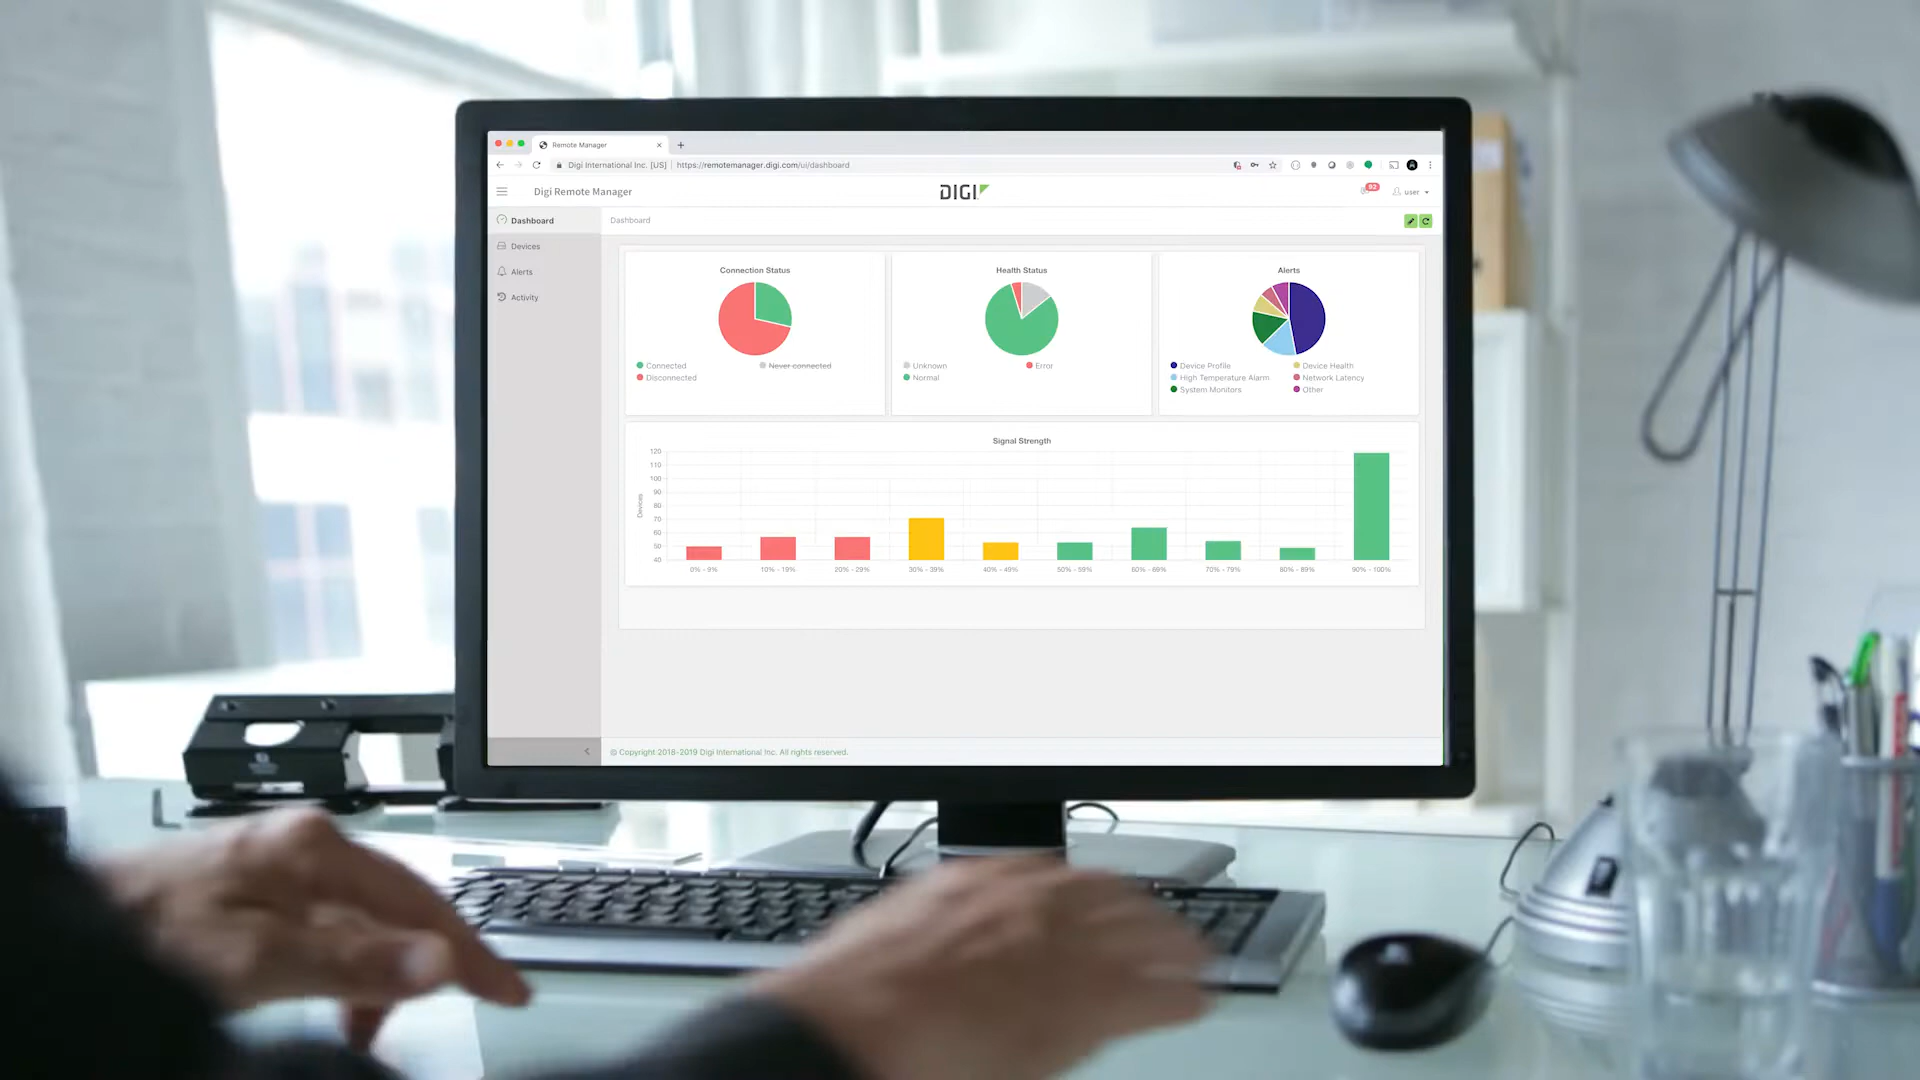 Remote Manager
Digi International Inc. [US] | https://remotemanager.digi.com/ui/dashboard
Digi Remote Manager
DIGI
92
user
Dashboard
Devices
Alerts
Activity
Dashboard
Connection Status
Connected
Never connected
Disconnected
Health Status
Unknown
Error
Normal
Alerts
Device Profile
Device Health
High Temperature Alarm
Network Latency
System Monitors
Other
Signal Strength
Devices
120
110
100
90
80
70
60
50
40
0% - 9% 10% - 19% 20% - 29% 30% - 39% 40% - 49% 50% - 59% 60% - 69% 70% - 79% 80% - 89% 90% - 100%
© Copyright 2018-2019 Digi International Inc. All rights reserved.